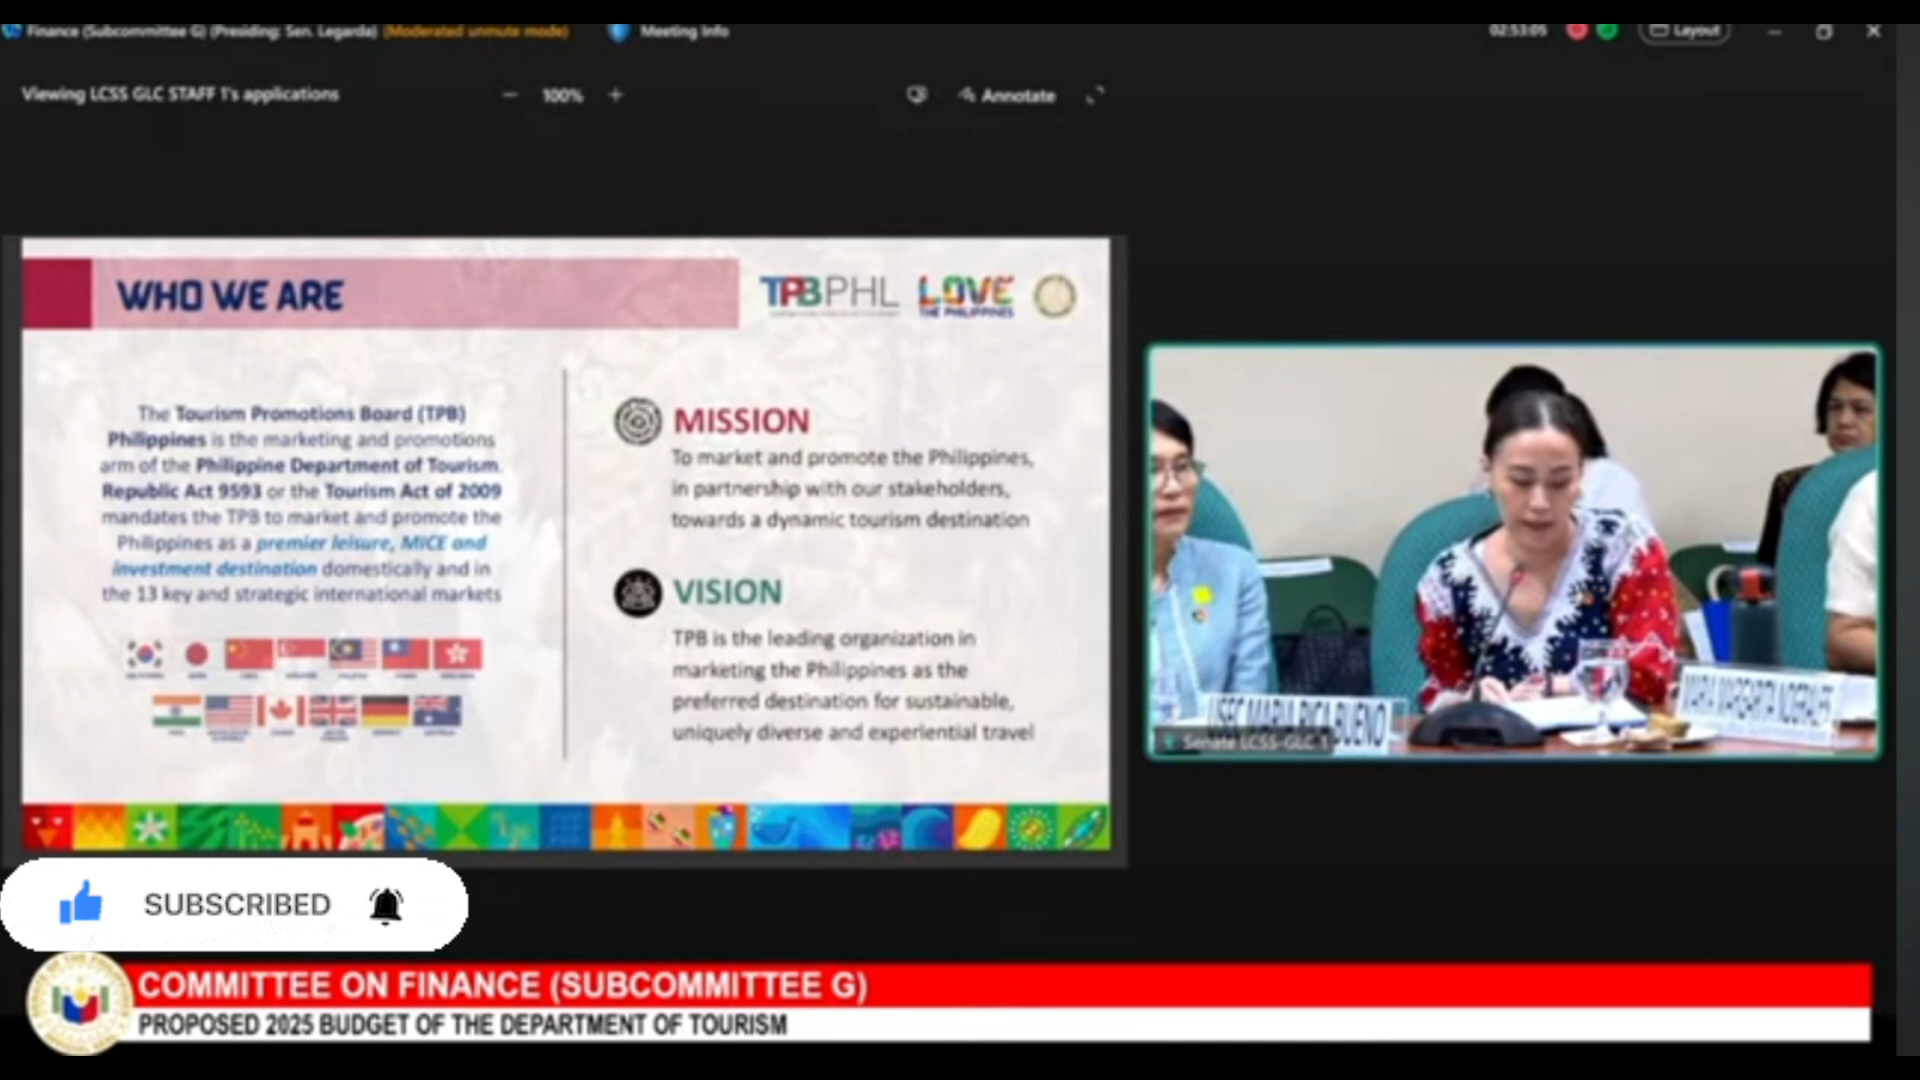 Finance (Subcommittee G) (Presiding: Sen. Legarda) (Moderated unmute mode)
Meeting Info
02:53:05
Layout
Viewing LCSS GLC STAFF 1's applications
100%
Annotate
WHO WE ARE
TPBPHL
LOVE
THE PHILIPPINES
The Tourism Promotions Board (TPB)
Philippines is the marketing and promotions
arm of the Philippine Department of Tourism.
Republic Act 9593 or the Tourism Act of 2009
mandates the TPB to market and promote the
Philippines as a premier leisure, MICE and
investment destination domestically and in
the 13 key and strategic international markets
MISSION
To market and promote the Philippines,
in partnership with our stakeholders,
towards a dynamic tourism destination
VISION
TPB is the leading organization in
marketing the Philippines as the
preferred destination for sustainable,
uniquely diverse and experiential travel
USEC MARIA RICA BUENO
MARIA MARGARITA NOGRALES
Senate LCSS-GLC 1
SUBSCRIBED
COMMITTEE ON FINANCE (SUBCOMMITTEE G)
PROPOSED 2025 BUDGET OF THE DEPARTMENT OF TOURISM